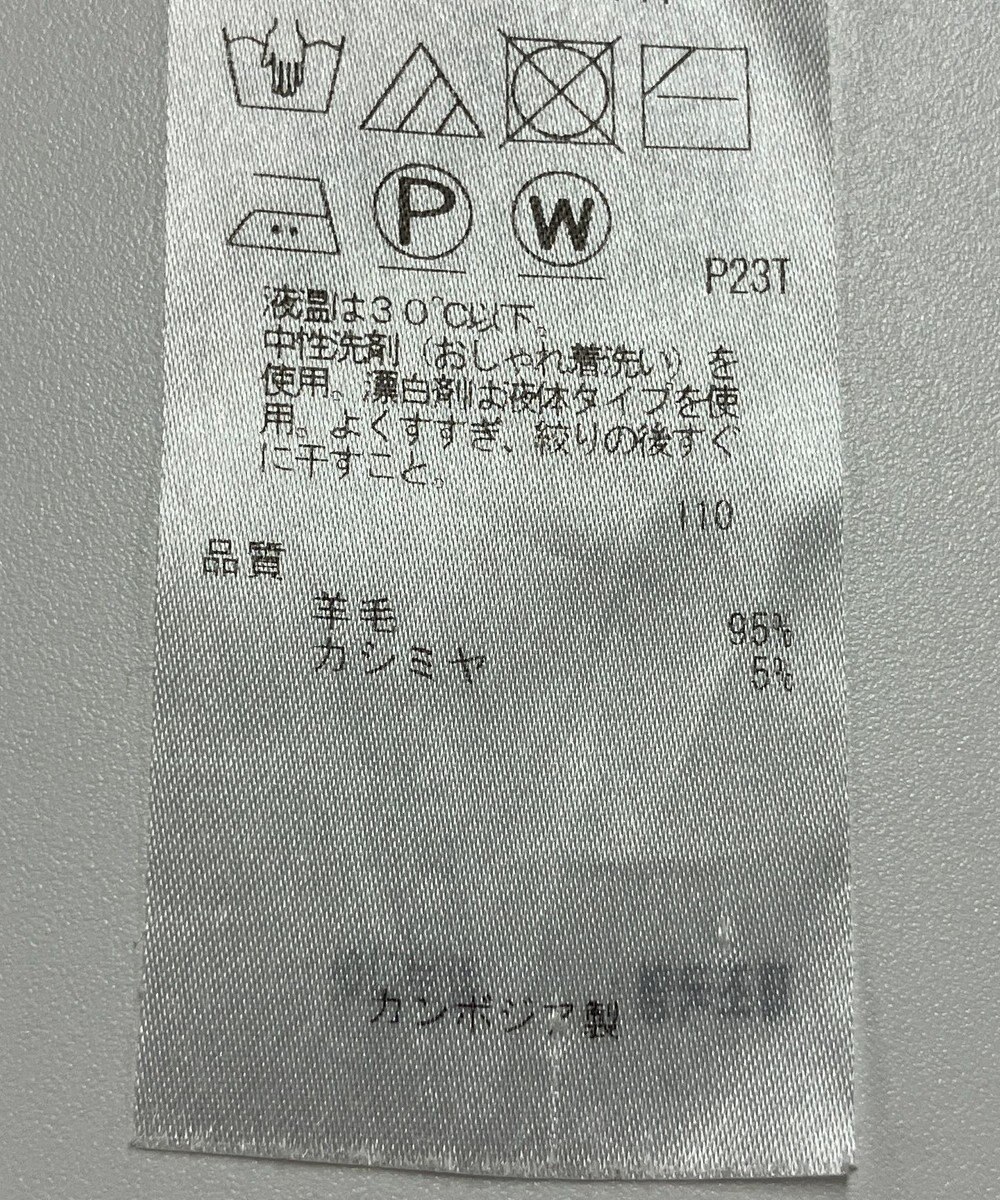 P
W
P23T
液温は30℃以下。
中性洗剤（おしゃれ着洗い）を
使用。漂白剤は液体タイプを使
用。よくすすぎ、絞りの後すぐ
に干すこと。
110
品質
羊毛 95%
カシミヤ 5%
カンボジア製